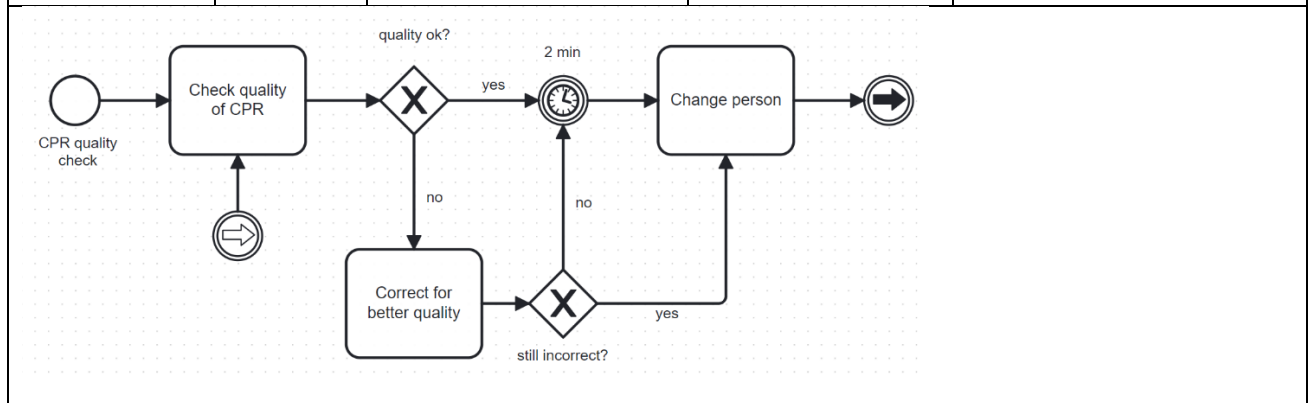 quality ok?
2 min
Check quality
of CPR
yes
Change person
CPR quality
check
no
no
Correct for
better quality
yes
still incorrect?